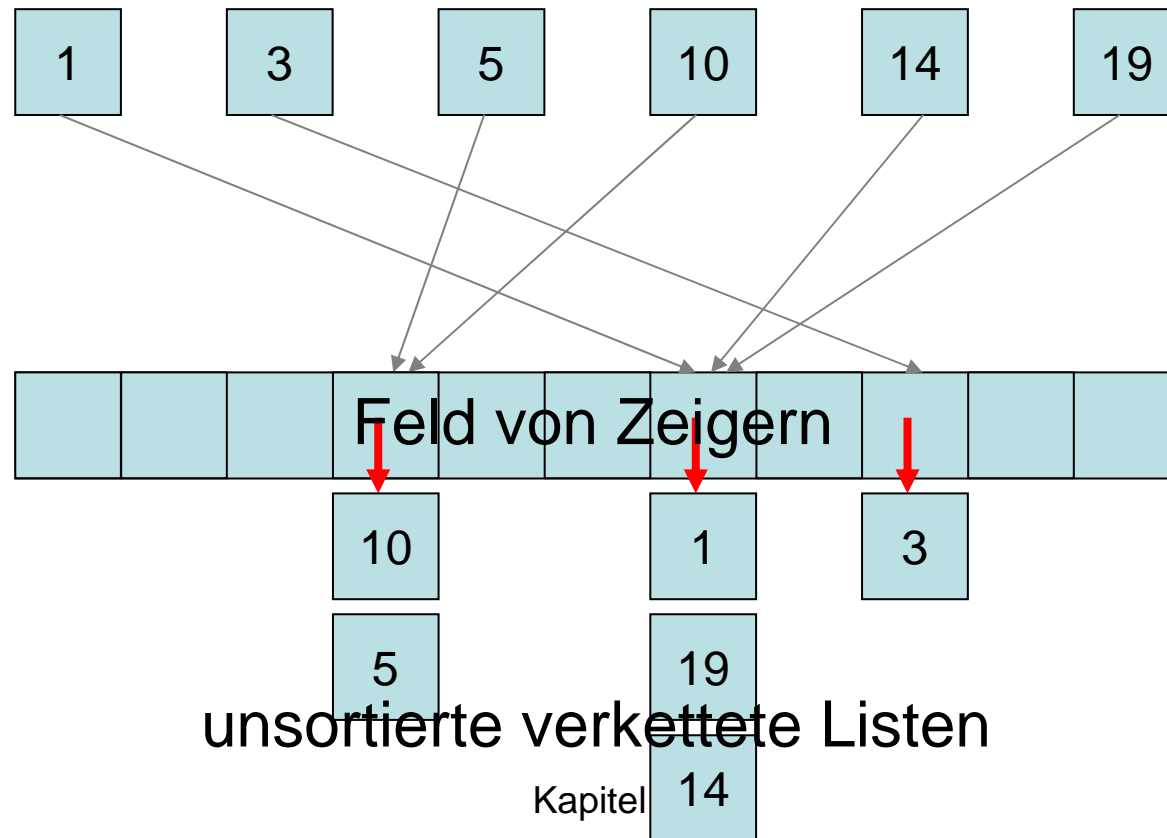 1 3 5 10 14 19
Feld von Zeigern
10 1 3
5 19
unsortierte verkettete Listen
Kapitel 14